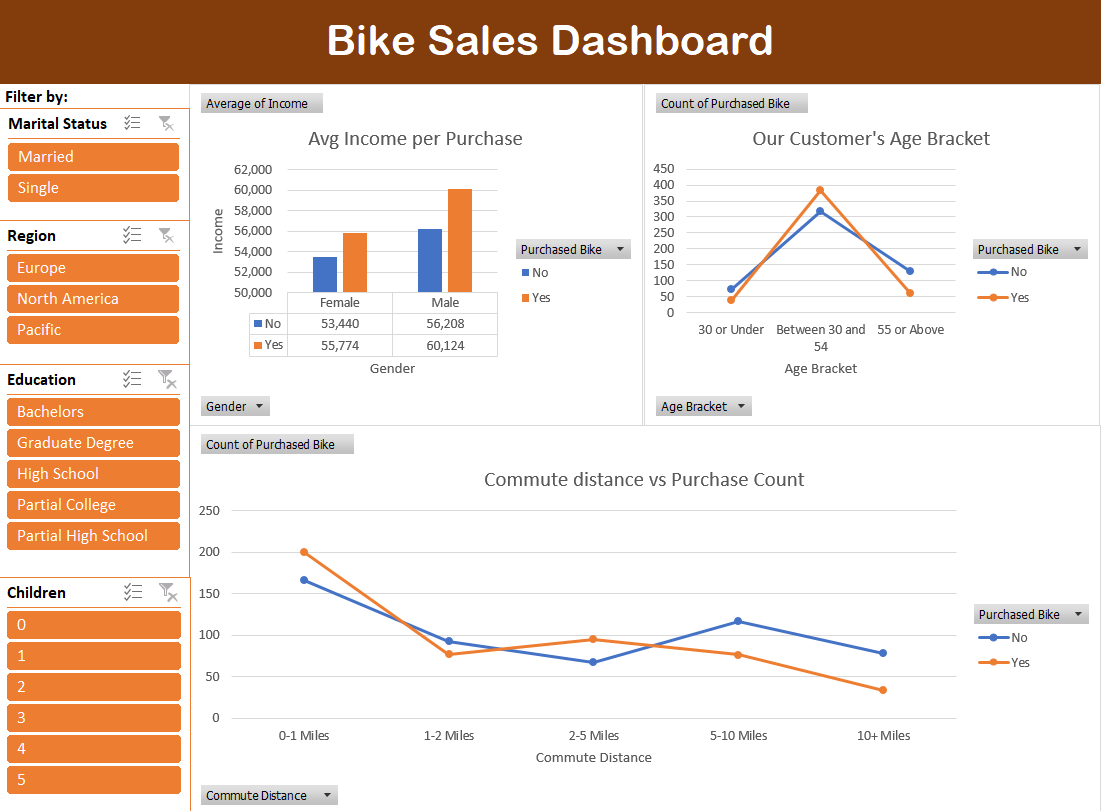 Bike Sales Dashboard
Filter by:
Marital Status
Married
Single
Region
Europe
North America
Pacific
Education
Bachelors
Graduate Degree
High School
Partial College
Partial High School
Children
0
1
2
3
4
5
Average of Income
Avg Income per Purchase
62,000
60,000
58,000
56,000
54,000
52,000
50,000
Income
Female Male
No 53,440 56,208
Yes 55,774 60,124
Gender
Purchased Bike
No
Yes
Gender
Count of Purchased Bike
Our Customer's Age Bracket
450
400
350
300
250
200
150
100
50
0
30 or Under Between 30 and 55 or Above
54
Age Bracket
Purchased Bike
No
Yes
Age Bracket
Count of Purchased Bike
Commute distance vs Purchase Count
250
200
150
100
50
0
0-1 Miles 1-2 Miles 2-5 Miles 5-10 Miles 10+ Miles
Commute Distance
Purchased Bike
No
Yes
Commute Distance